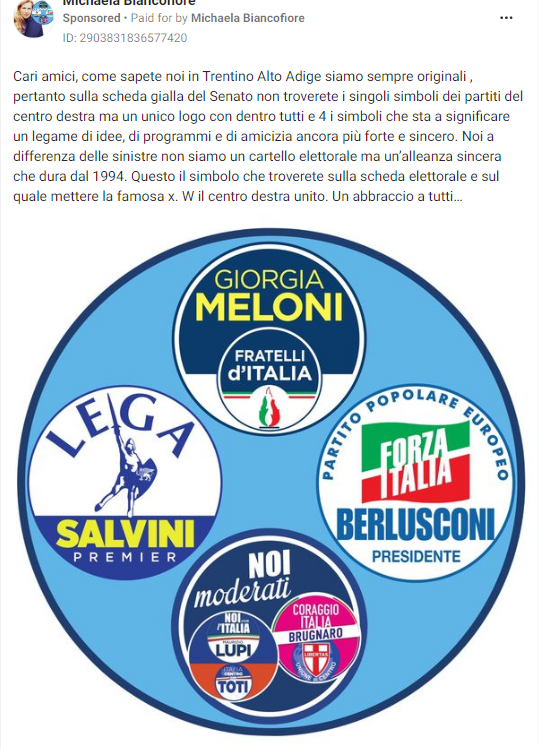 Michaela Biancofiore
Sponsored • Paid for by Michaela Biancofiore
ID: 2903831836577420
Cari amici, come sapete noi in Trentino Alto Adige siamo sempre originali ,
pertanto sulla scheda gialla del Senato non troverete i singoli simboli dei partiti del
centro destra ma un unico logo con dentro tutti e 4 i simboli che sta a significare
un legame di idee, di programmi e di amicizia ancora più forte e sincero. Noi a
differenza delle sinistre non siamo un cartello elettorale ma un’alleanza sincera
che dura dal 1994. Questo il simbolo che troverete sulla scheda elettorale e sul
quale mettere la famosa x. W il centro destra unito. Un abbraccio a tutti…
GIORGIA
MELONI
FRATELLI
d'ITALIA
LEGA
SALVINI
PREMIER
PARTITO POPOLARE EUROPEO
FORZA
ITALIA
BERLUSCONI
PRESIDENTE
NOI
moderati
NOI
l'ITALIA
MAURIZIO
LUPI
ITALIA
CENTRO
TOTI
CORAGGIO
ITALIA
BRUGNARO
LIBERTAS
UNIONE DI CENTRO